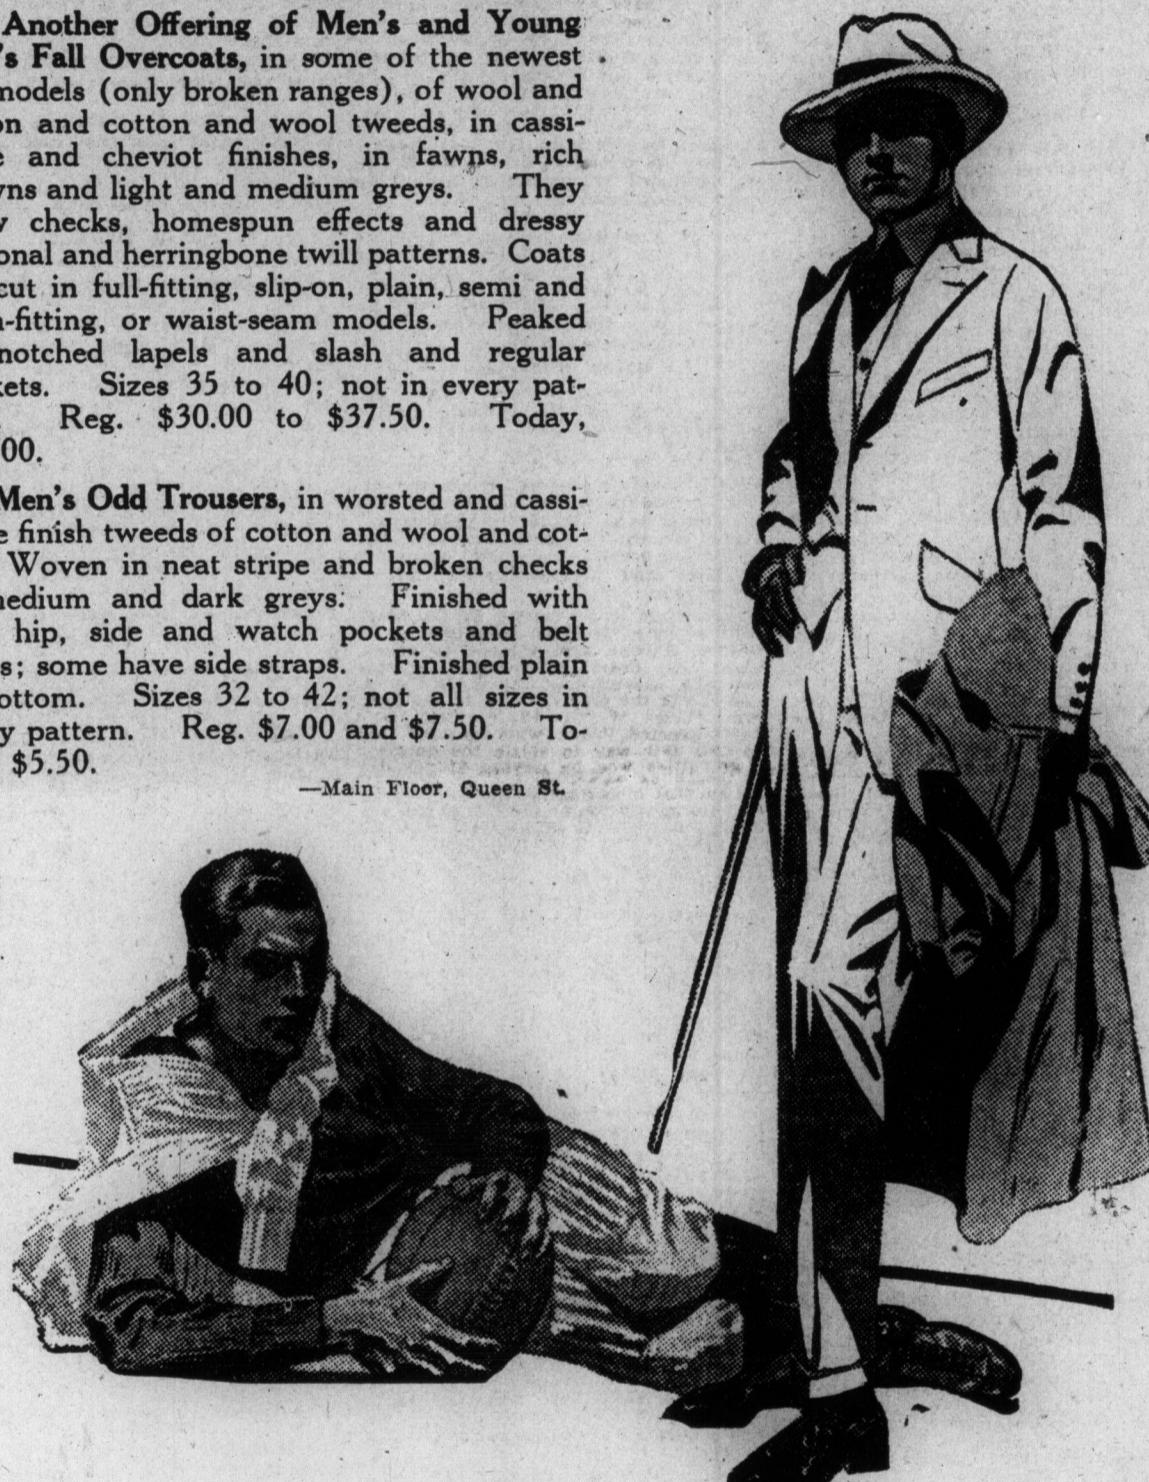 Another Offering of Men's and Young
's Fall Overcoats, in some of the newest
models (only broken ranges), of wool and
on and cotton and wool tweeds, in cassi-
e and cheviot finishes, in fawns, rich
wns and light and medium greys. They
y checks, homespun effects and dressy
onal and herringbone twill patterns. Coats
cut in full-fitting, slip-on, plain, semi and
-fitting, or waist-seam models. Peaked
notched lapels and slash and regular
kets. Sizes 35 to 40; not in every pat-
. Reg. $30.00 to $37.50. Today,
00.
Men's Odd Trousers, in worsted and cassi-
e finish tweeds of cotton and wool and cot-
Woven in neat stripe and broken checks
medium and dark greys. Finished with
hip, side and watch pockets and belt
s; some have side straps. Finished plain
ottom. Sizes 32 to 42; not all sizes in
y pattern. Reg. $7.00 and $7.50. To-
$5.50.
—Main Floor, Queen St.